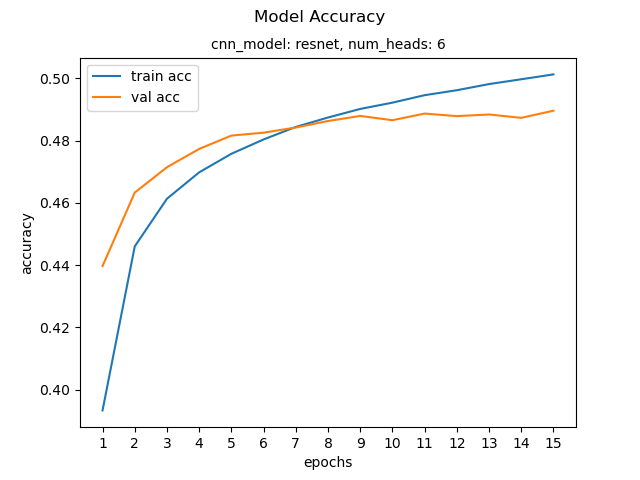 Model Accuracy
cnn_model: resnet, num_heads: 6
train acc
val acc
0.50
0.48
0.46
0.44
0.42
0.40
accuracy
1 2 3 4 5 6 7 8 9 10 11 12 13 14 15
epochs